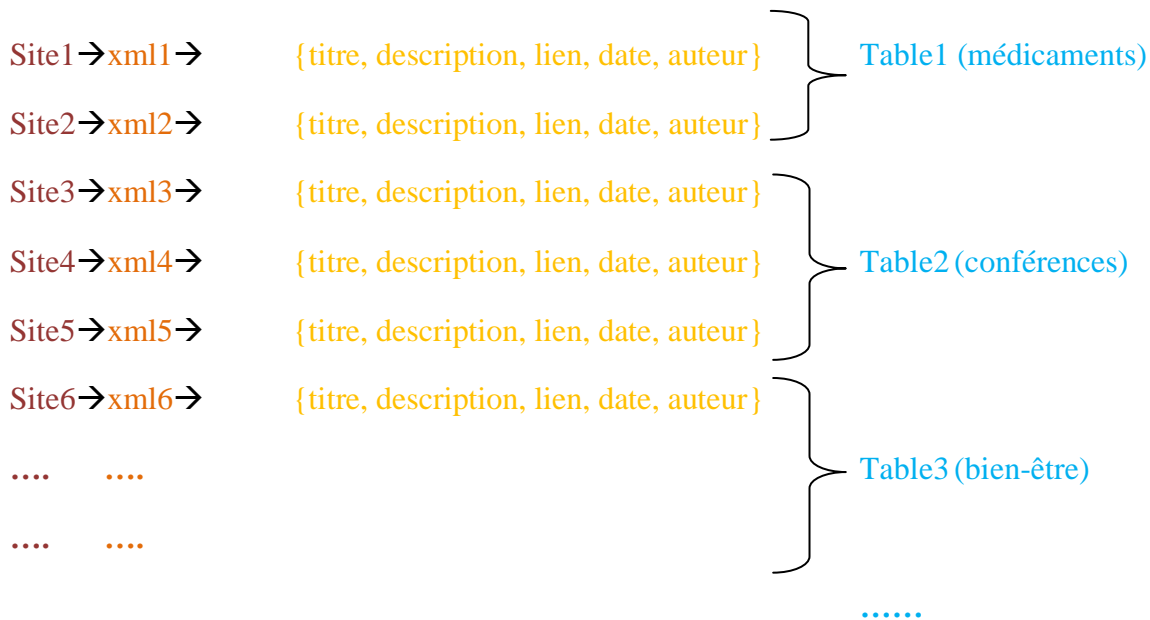 Site1→xml1→ {titre, description, lien, date, auteur} Table1 (médicaments)
Site2→xml2→ {titre, description, lien, date, auteur}
Site3→xml3→ {titre, description, lien, date, auteur}
Site4→xml4→ {titre, description, lien, date, auteur} Table2 (conférences)
Site5→xml5→ {titre, description, lien, date, auteur}
Site6→xml6→ {titre, description, lien, date, auteur}
.... .... Table3 (bien-être)
.... ....
......